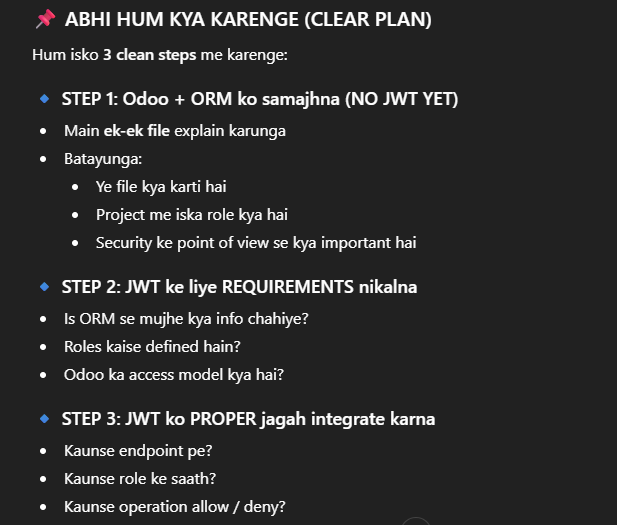 📌 ABHI HUM KYA KARENGE (CLEAR PLAN)
Hum isko 3 clean steps me karenge:
🔹 STEP 1: Odoo + ORM ko samajhna (NO JWT YET)
• Main ek-ek file explain karunga
• Batayunga:
• Ye file kya karti hai
• Project me iska role kya hai
• Security ke point of view se kya important hai
🔹 STEP 2: JWT ke liye REQUIREMENTS nikalna
• Is ORM se mujhe kya info chahiye?
• Roles kaise defined hain?
• Odoo ka access model kya hai?
🔹 STEP 3: JWT ko PROPER jagah integrate karna
• Kaunse endpoint pe?
• Kaunse role ke saath?
• Kaunse operation allow / deny?